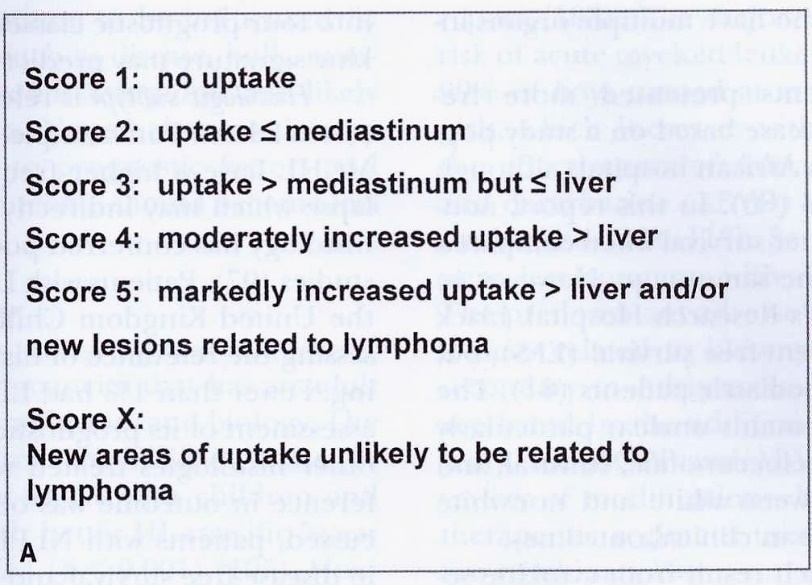 Score 1: no uptake
Score 2: uptake ≤ mediastinum
Score 3: uptake > mediastinum but ≤ liver
Score 4: moderately increased uptake > liver
Score 5: markedly increased uptake > liver and/or
new lesions related to lymphoma
Score X:
New areas of uptake unlikely to be related to
lymphoma
A